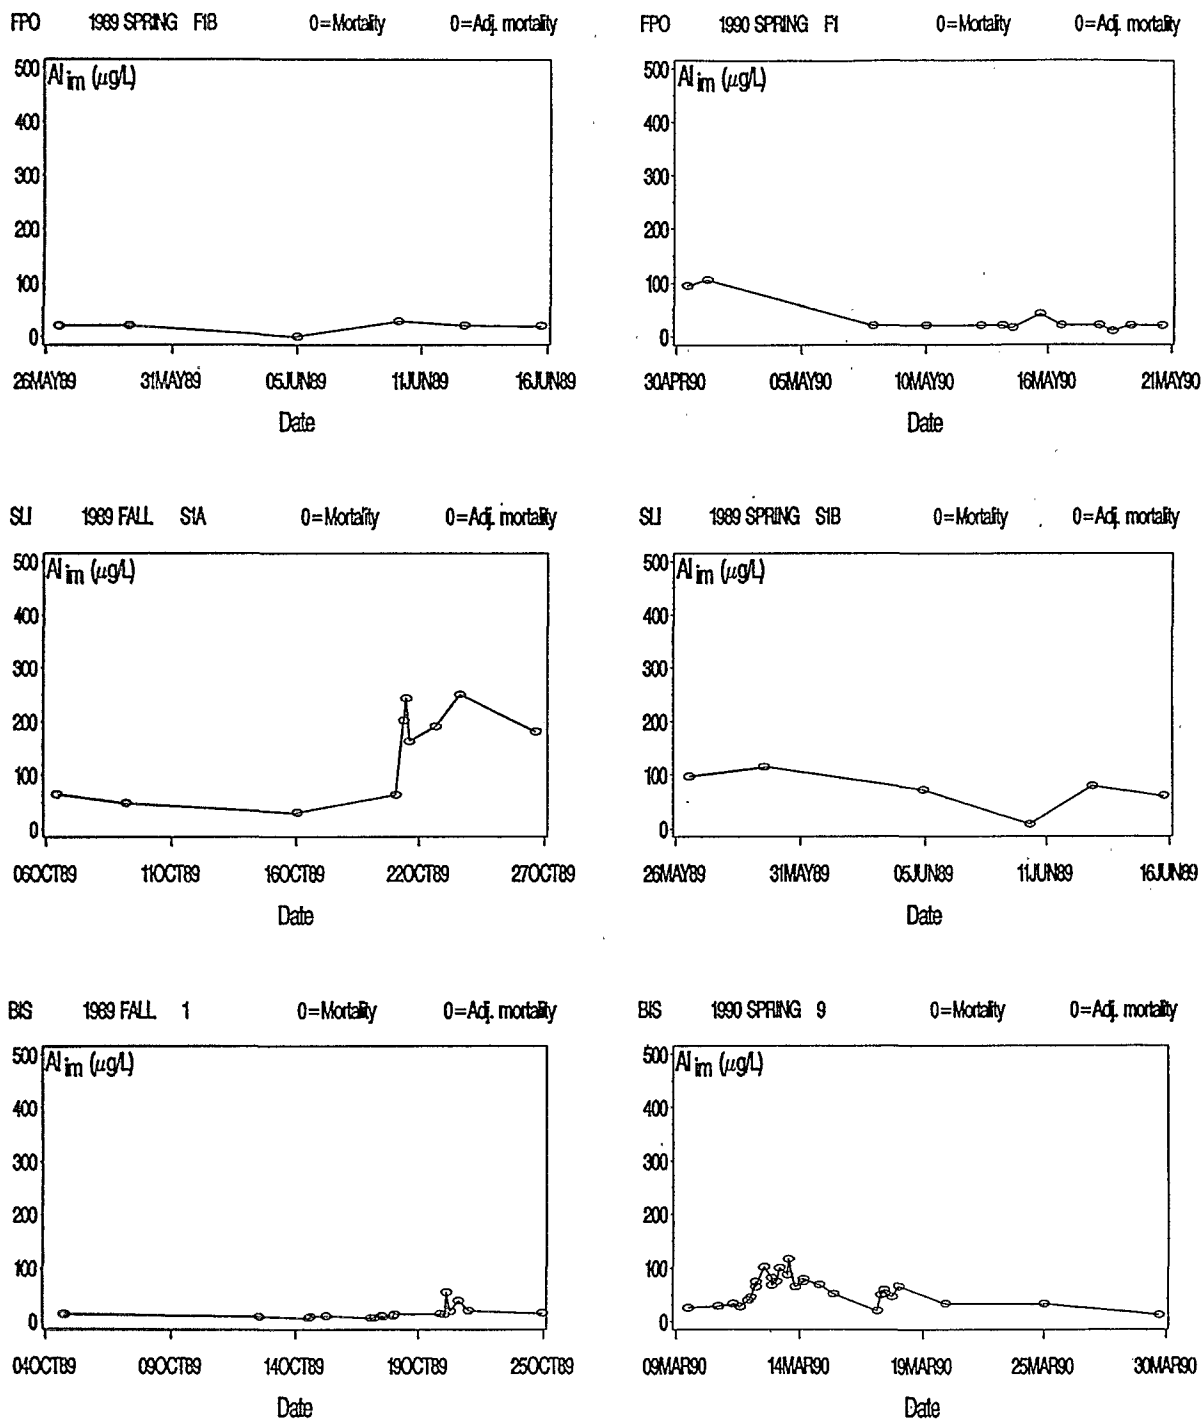 FPO 1989 SPRING F1B 0=Mortality 0=Adj. mortality
Al im (µg/L)
500
400
300
200
100
0
26MAY89 31MAY89 05JUN89 11JUN89 16JUN89
Date
FPO 1990 SPRING F1 0=Mortality 0=Adj. mortality
Al im (µg/L)
500
400
300
200
100
0
30APR90 05MAY90 10MAY90 16MAY90 21MAY90
Date
SLI 1989 FALL S1A 0=Mortality 0=Adj. mortality
Al im (µg/L)
500
400
300
200
100
0
06OCT89 11OCT89 16OCT89 22OCT89 27OCT89
Date
SLI 1989 SPRING S1B 0=Mortality 0=Adj. mortality
Al im (µg/L)
500
400
300
200
100
0
26MAY89 31MAY89 05JUN89 11JUN89 16JUN89
Date
BIS 1989 FALL 1 0=Mortality 0=Adj. mortality
Al im (µg/L)
500
400
300
200
100
0
04OCT89 09OCT89 14OCT89 19OCT89 25OCT89
Date
BIS 1990 SPRING 9 0=Mortality 0=Adj. mortality
Al im (µg/L)
500
400
300
200
100
0
09MAR90 14MAR90 19MAR90 25MAR90 30MAR90
Date